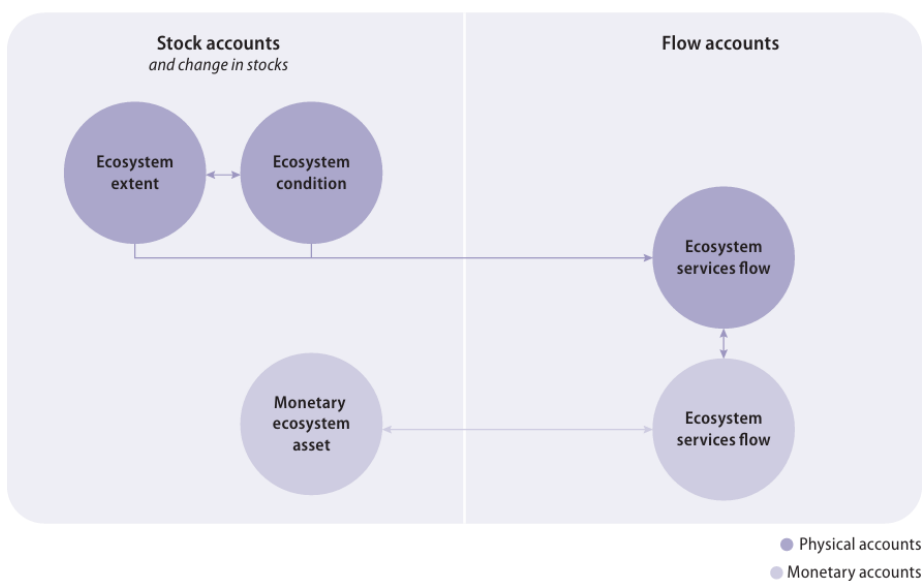 Stock accounts
and change in stocks
Flow accounts
Ecosystem
extent
Ecosystem
condition
Ecosystem
services flow
Monetary
ecosystem
asset
Ecosystem
services flow
Physical accounts
Monetary accounts